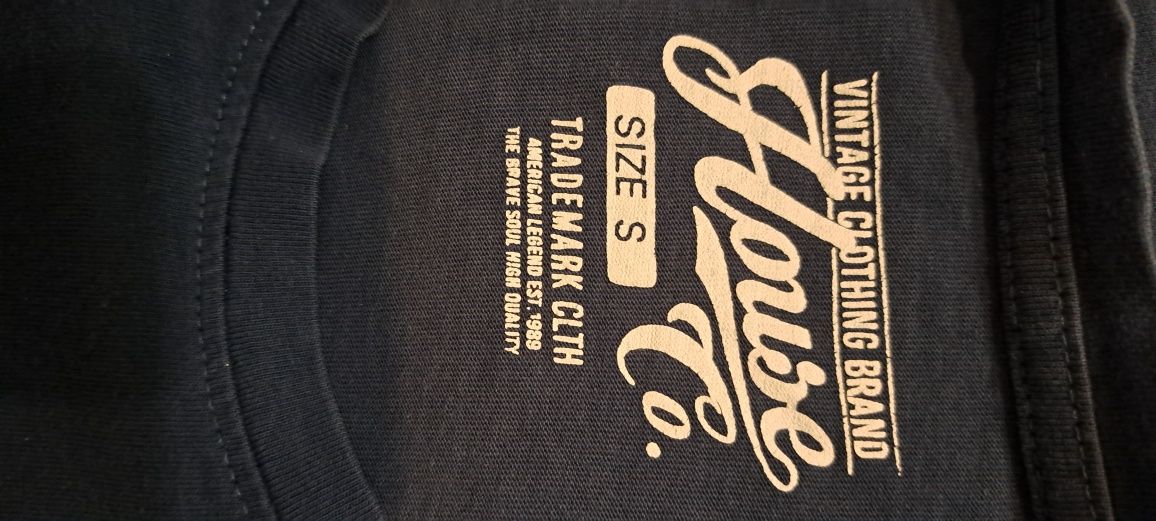 VINTAGE CLOTHING BRAND
House
Co.
SIZE S
TRADEMARK CLTH
AMERICAN LEGEND EST. 1989
THE BRAVE SOUL HIGH QUALITY